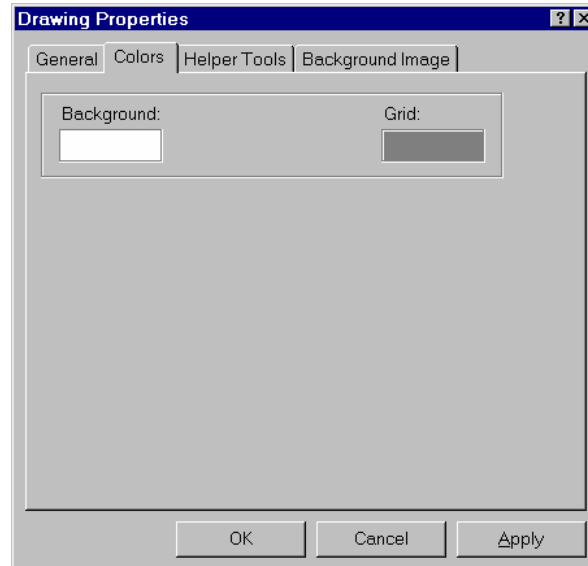 Drawing Properties
General Colors Helper Tools Background Image
Background: Grid:
OK Cancel Apply